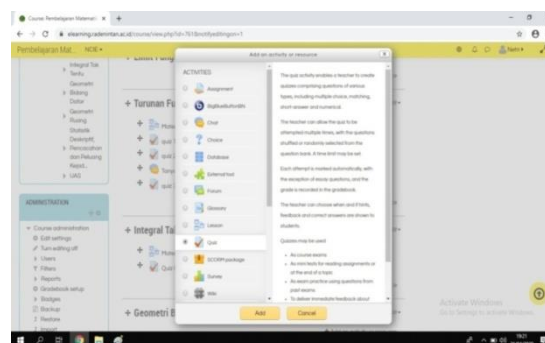 Course: Pembelajaran Matemati
elearning.radenintan.ac.id/course/view.php?id=761&notifyeditingon=1
Pembelajaran Mat...
Add an activity or resource
Integral Tak
Tentu
Geometri
Bidang
Datar
Geometri
Ruang
Statistik
Deskriptif
Pencacahan
dan Peluang
Kejad...
UAS
ADMINISTRATION
Course administration
Edit settings
Turn editing off
Users
Filters
Reports
Gradebook setup
Badges
Backup
Restore
Import
+ Turunan Fu
+ Integral Ta
+ Geometri B
ACTIVITIES
Assignment
BigBlueButtonBN
Chat
Choice
Database
External tool
Forum
Glossary
Lesson
Quiz
SCORM package
Survey
Wiki
The quiz activity enables a teacher to create
quizzes comprising questions of various
types, including multiple choice, matching,
short-answer and numerical.
The teacher can allow the quiz to be
attempted multiple times, with the questions
shuffled or randomly selected from the
question bank. A time limit may be set.
Each attempt is marked automatically, with
the exception of essay questions, and the
grade is recorded in the gradebook.
The teacher can choose when and if hints,
feedback and correct answers are shown to
students.
Quizzes may be used
As course exams
As mini tests for reading assignments or
at the end of a topic
As exam practice using questions from
past exams
To deliver immediate feedback about
Add
Cancel
Activate Windows
Go to Settings to activate Windows.